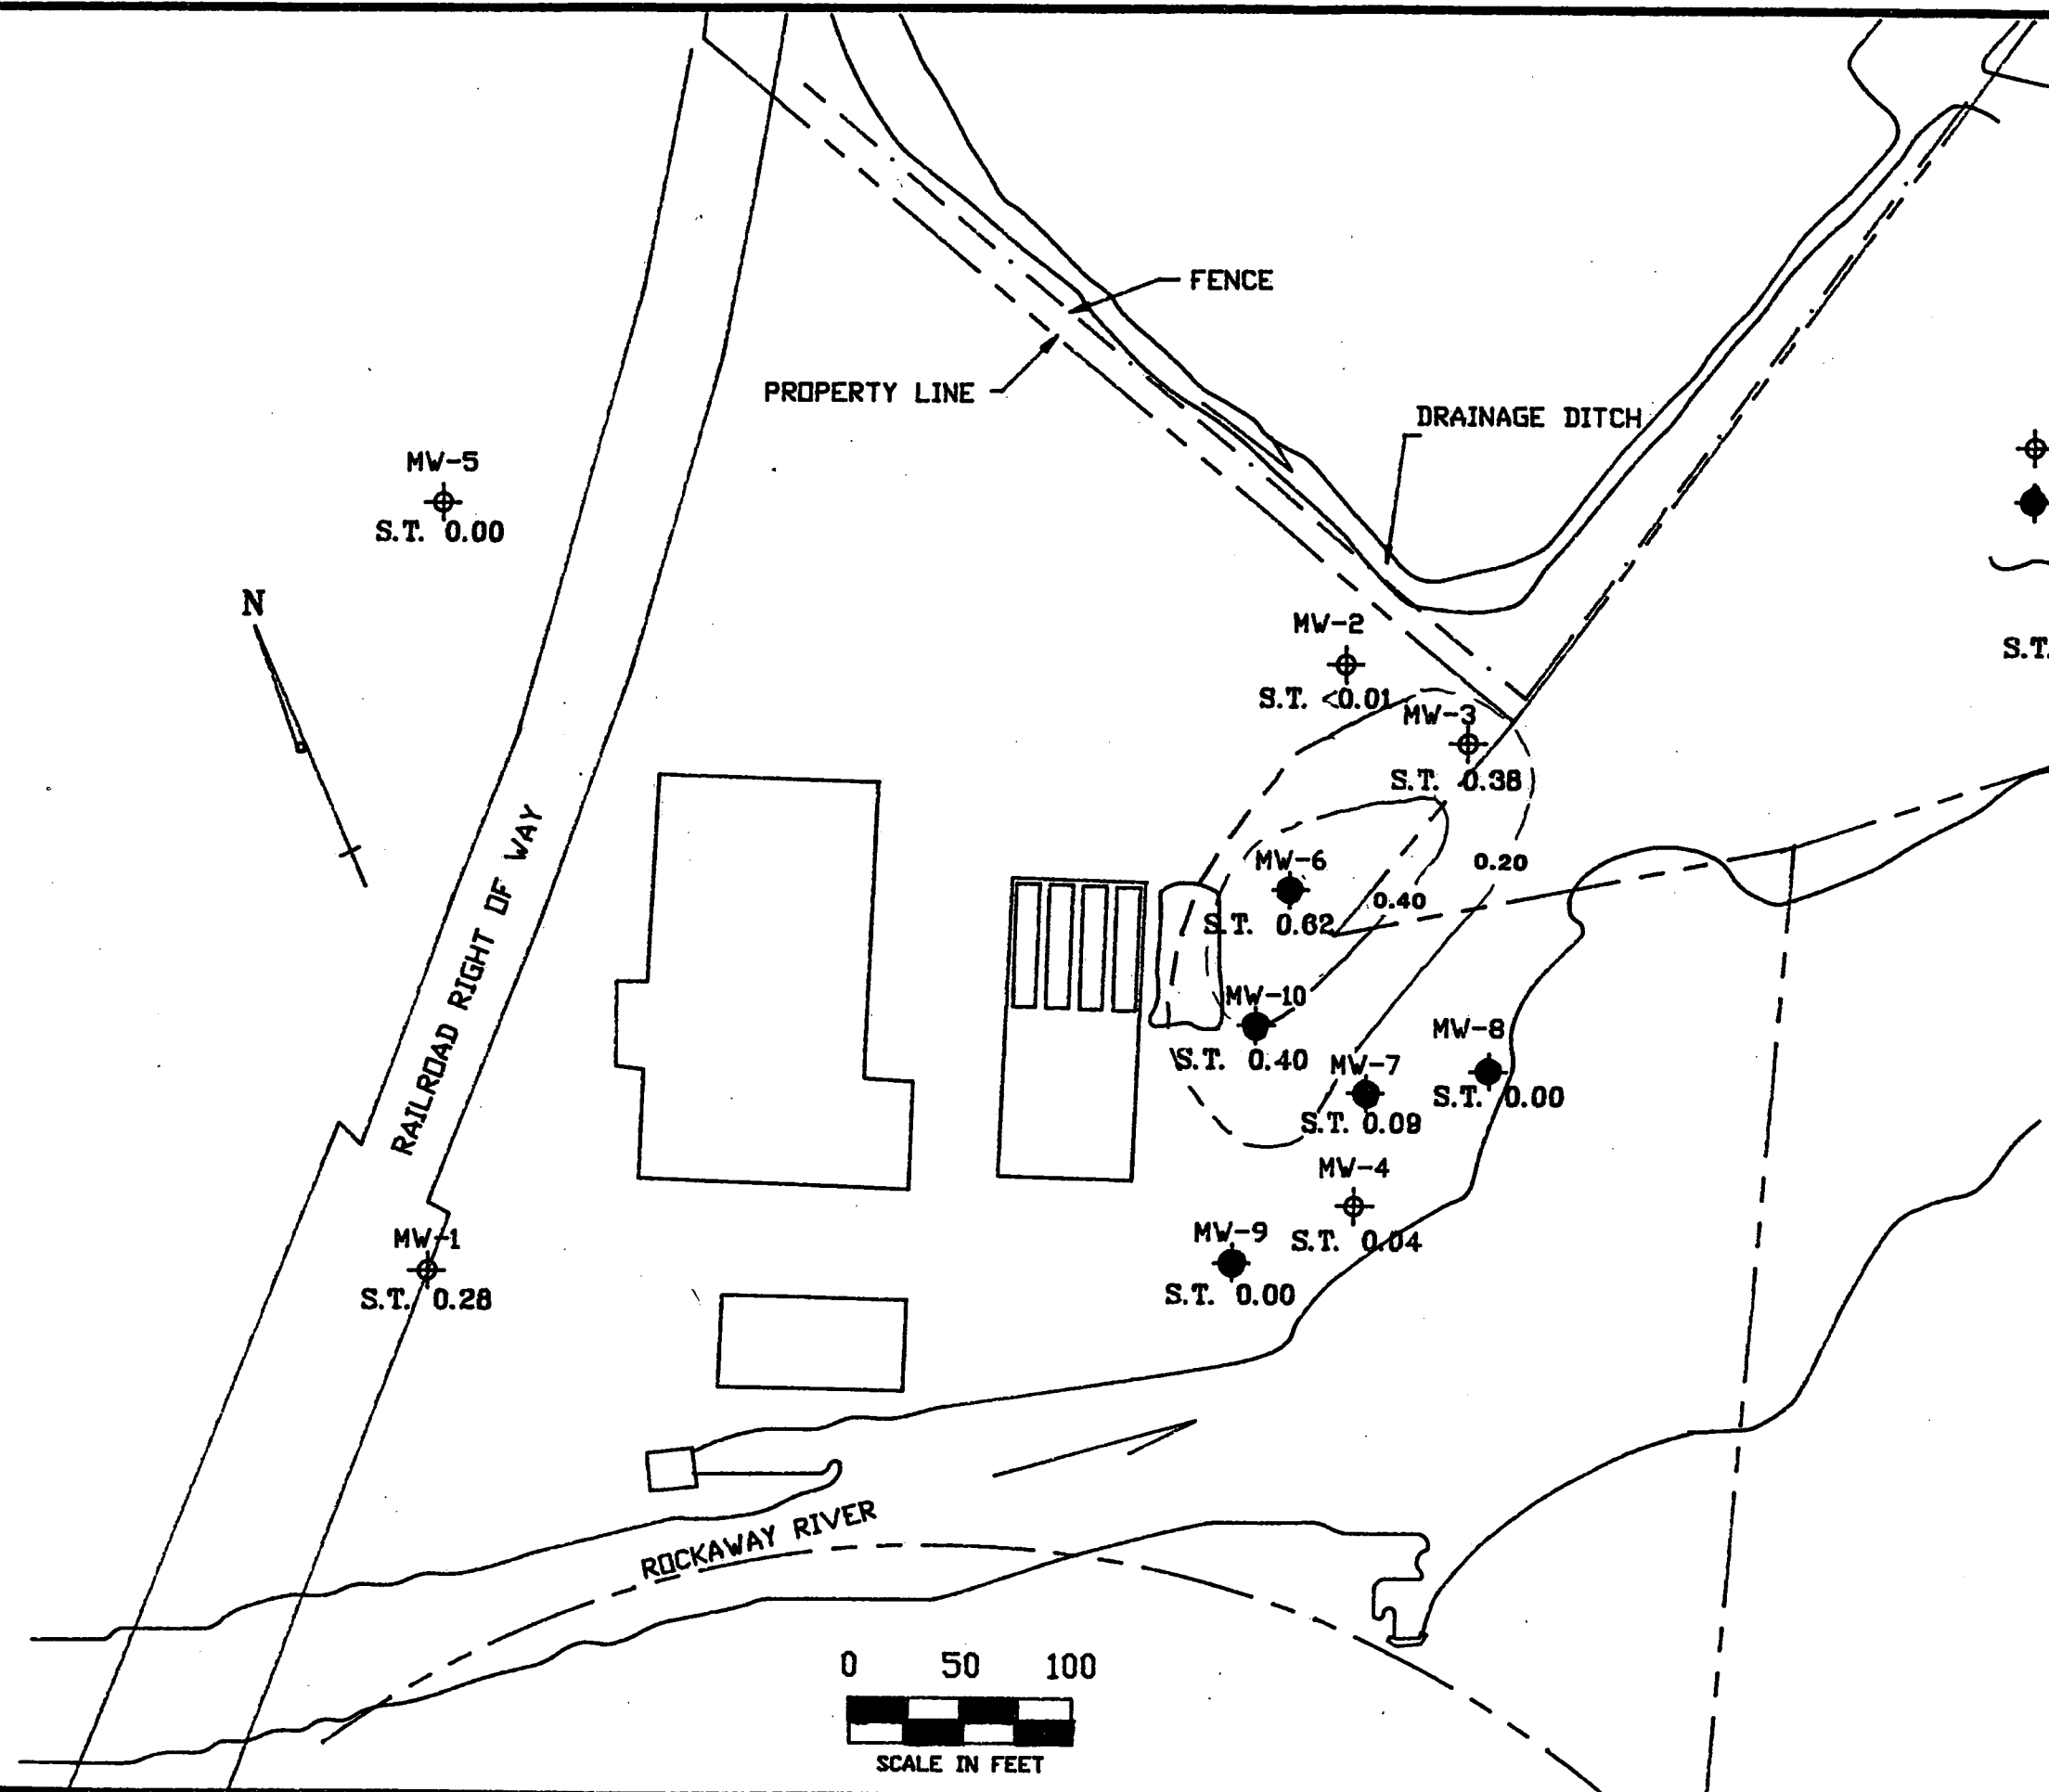 FENCE
PROPERTY LINE
DRAINAGE DITCH
MW-5
S.T. 0.00
N
MW-2
S.T. <0.01
MW-3
S.T. 0.38
S.T.
RAILROAD RIGHT OF WAY
MW-6
S.T. 0.62
0.20
0.40
MW-10
S.T. 0.40
MW-7
S.T. 0.09
MW-8
S.T. 0.00
MW-4
S.T. 0.04
MW-9
S.T. 0.00
MW-1
S.T. 0.28
ROCKAWAY RIVER
0 50 100
SCALE IN FEET